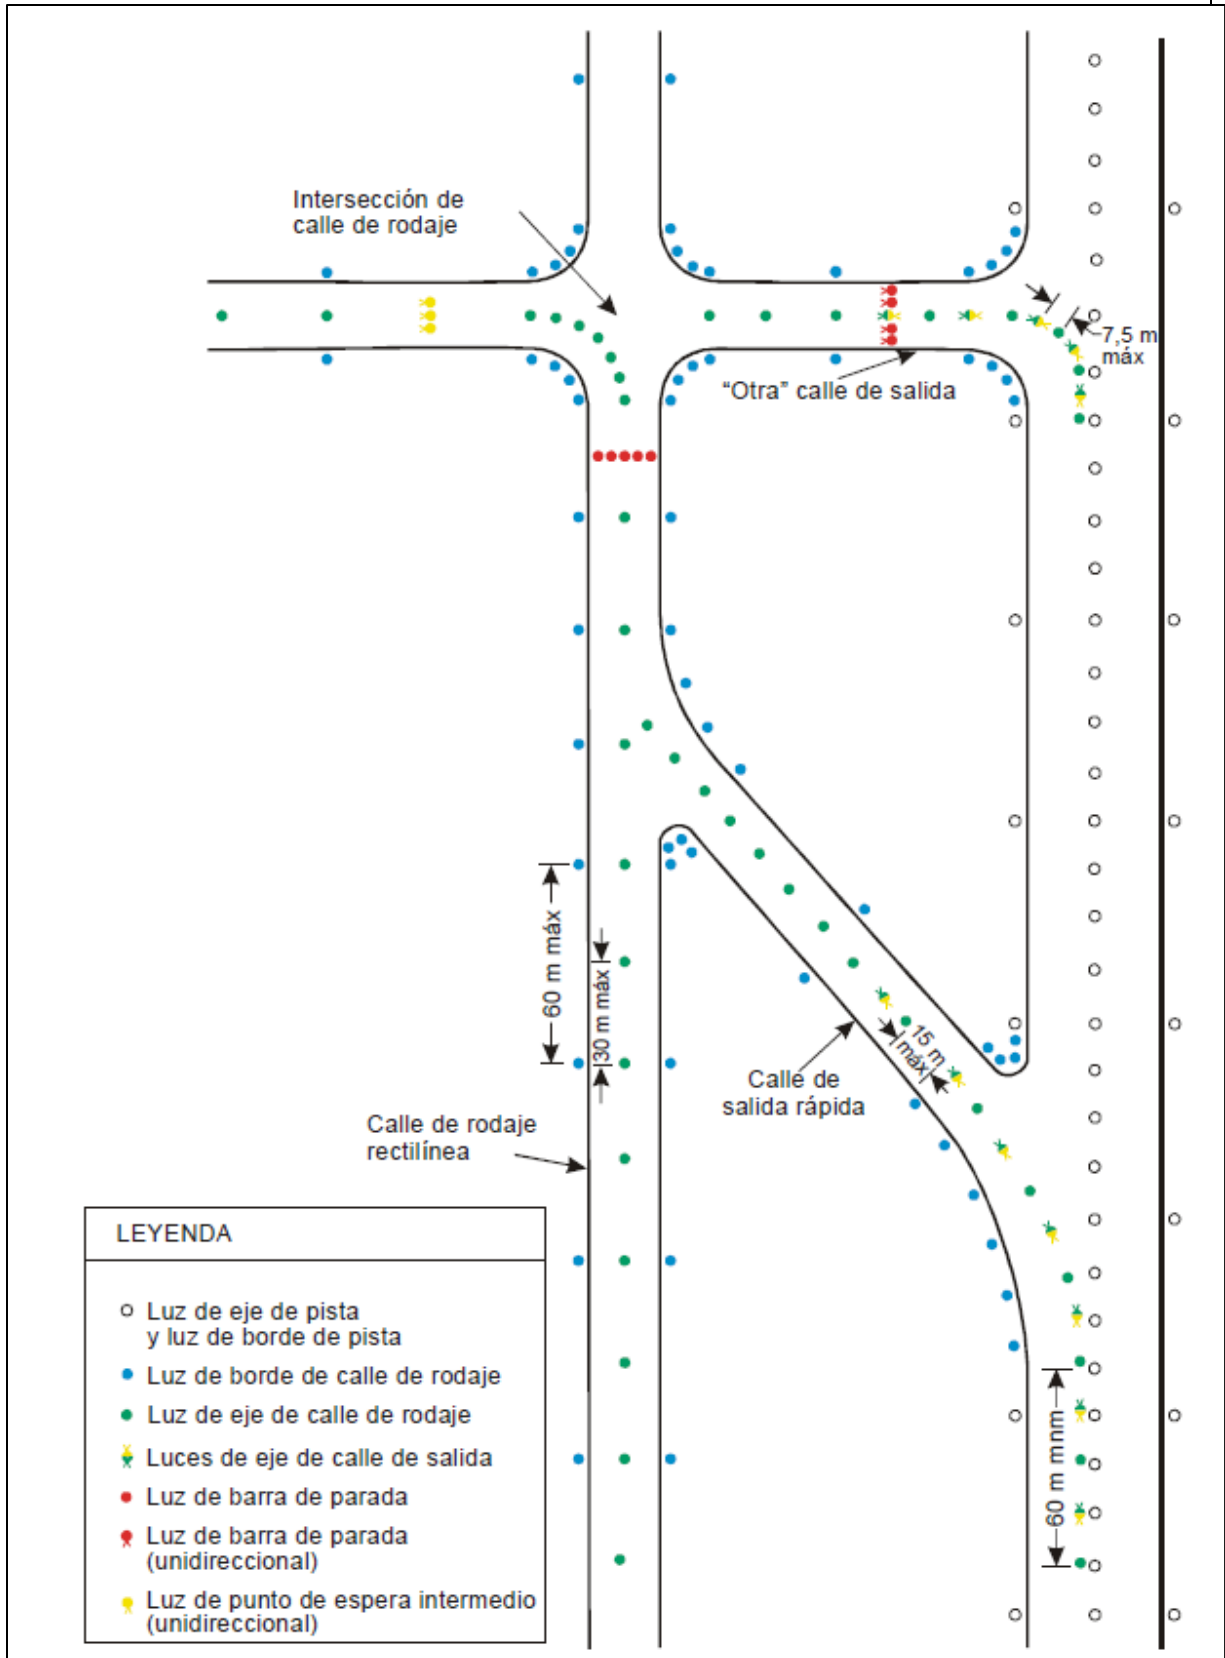 Intersección de
calle de rodaje
7,5 m
máx
"Otra" calle de salida
60 m máx
30 m máx
15 m
máx
Calle de
salida rápida
Calle de rodaje
rectilínea
60 m mnm
LEYENDA
Luz de eje de pista
y luz de borde de pista
Luz de borde de calle de rodaje
Luz de eje de calle de rodaje
Luces de eje de calle de salida
Luz de barra de parada
Luz de barra de parada
(unidireccional)
Luz de punto de espera intermedio
(unidireccional)